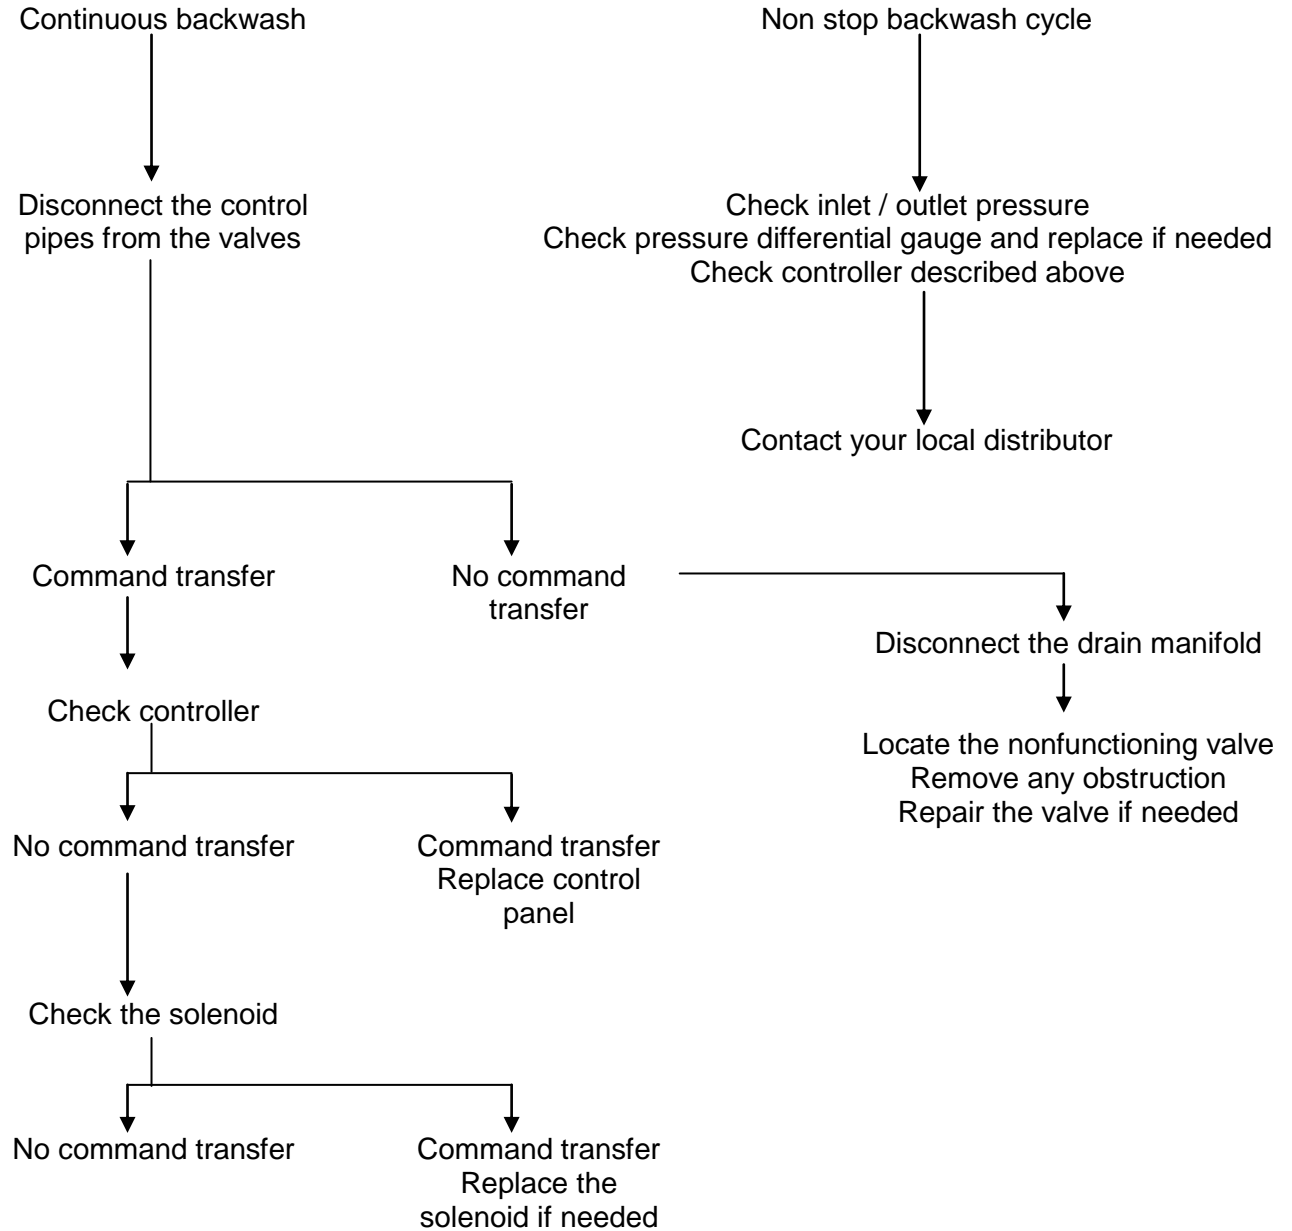 Continuous backwash
Non stop backwash cycle
Disconnect the control
pipes from the valves
Check inlet / outlet pressure
Check pressure differential gauge and replace if needed
Check controller described above
Contact your local distributor
Command transfer
No command
transfer
Disconnect the drain manifold
Check controller
Locate the nonfunctioning valve
Remove any obstruction
Repair the valve if needed
No command transfer
Command transfer
Replace control
panel
Check the solenoid
No command transfer
Command transfer
Replace the
solenoid if needed